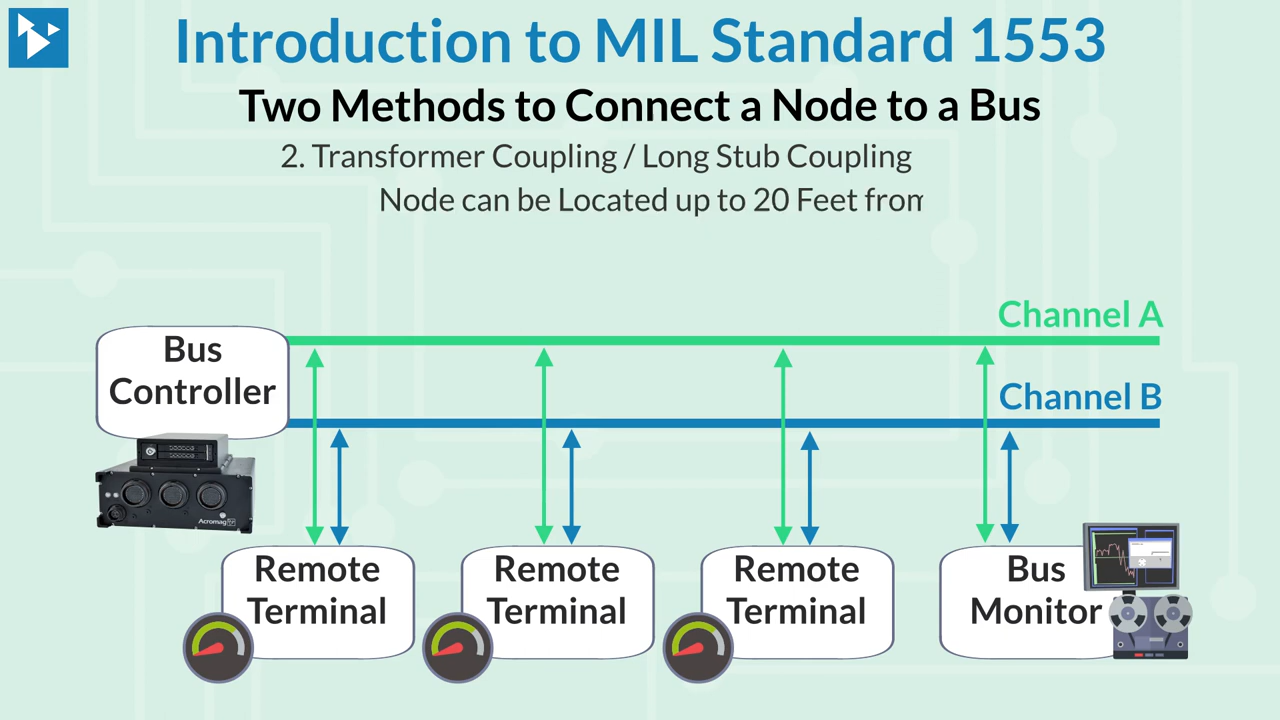 Introduction to MIL Standard 1553
Two Methods to Connect a Node to a Bus
2. Transformer Coupling / Long Stub Coupling
Node can be Located up to 20 Feet from
Channel A
Bus
Controller
Channel B
Acromag
Remote
Terminal
Remote
Terminal
Remote
Terminal
Bus
Monitor